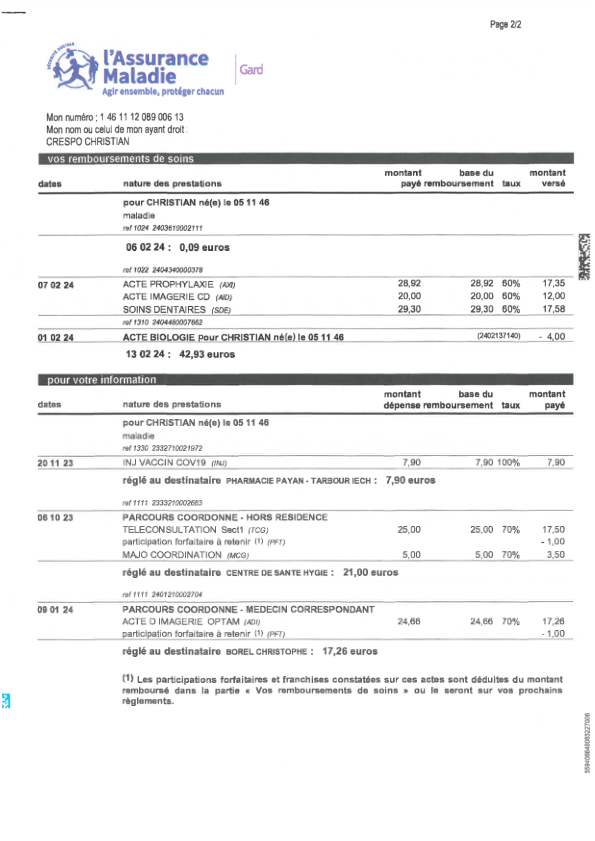 Page 2/2
SÉCURITÉ SOCIALE
l'Assurance
Maladie
Agir ensemble, protéger chacun
Gard
Mon numéro ; 1 46 11 12 089 006 13
Mon nom ou celui de mon ayant droit :
CRESPO CHRISTIAN
vos remboursements de soins
dates nature des prestations montant payé base du remboursement taux montant versé
pour CHRISTIAN né(e) le 05 11 46
maladie
ref 1024 2403610002111
06 02 24 : 0,09 euros
ref 1022 2404340000378
07 02 24 ACTE PROPHYLAXIE (AXI) 28,92 28,92 60% 17,35
ACTE IMAGERIE CD (AID) 20,00 20,00 60% 12,00
SOINS DENTAIRES (SDE) 29,30 29,30 60% 17,58
ref 1310 2404480007662
01 02 24 ACTE BIOLOGIE pour CHRISTIAN né(e) le 05 11 46 (2402137140) - 4,00
13 02 24 : 42,93 euros
pour votre information
dates nature des prestations montant dépense base du remboursement taux montant payé
pour CHRISTIAN né(e) le 05 11 46
maladie
ref 1330 2332710021972
20 11 23 INJ VACCIN COV19 (INJ) 7,90 7,90 100% 7,90
réglé au destinataire PHARMACIE PAYAN - TARBOURIECH : 7,90 euros
ref 1111 2333210002663
06 10 23 PARCOURS COORDONNE - HORS RESIDENCE
TELECONSULTATION Sect1 (TCG) 25,00 25,00 70% 17,50
participation forfaitaire à retenir (1) (PFT) - 1,00
MAJO COORDINATION (MCG) 5,00 5,00 70% 3,50
réglé au destinataire CENTRE DE SANTE HYGIE : 21,00 euros
ref 1111 2401210002704
09 01 24 PARCOURS COORDONNE - MEDECIN CORRESPONDANT
ACTE D IMAGERIE OPTAM (ADI) 24,66 24,66 70% 17,26
participation forfaitaire à retenir (1) (PFT) - 1,00
réglé au destinataire BOREL CHRISTOPHE : 17,26 euros
(1) Les participations forfaitaires et franchises constatées sur ces actes sont déduites du montant
remboursé dans la partie « Vos remboursements de soins » ou le seront sur vos prochains
règlements.